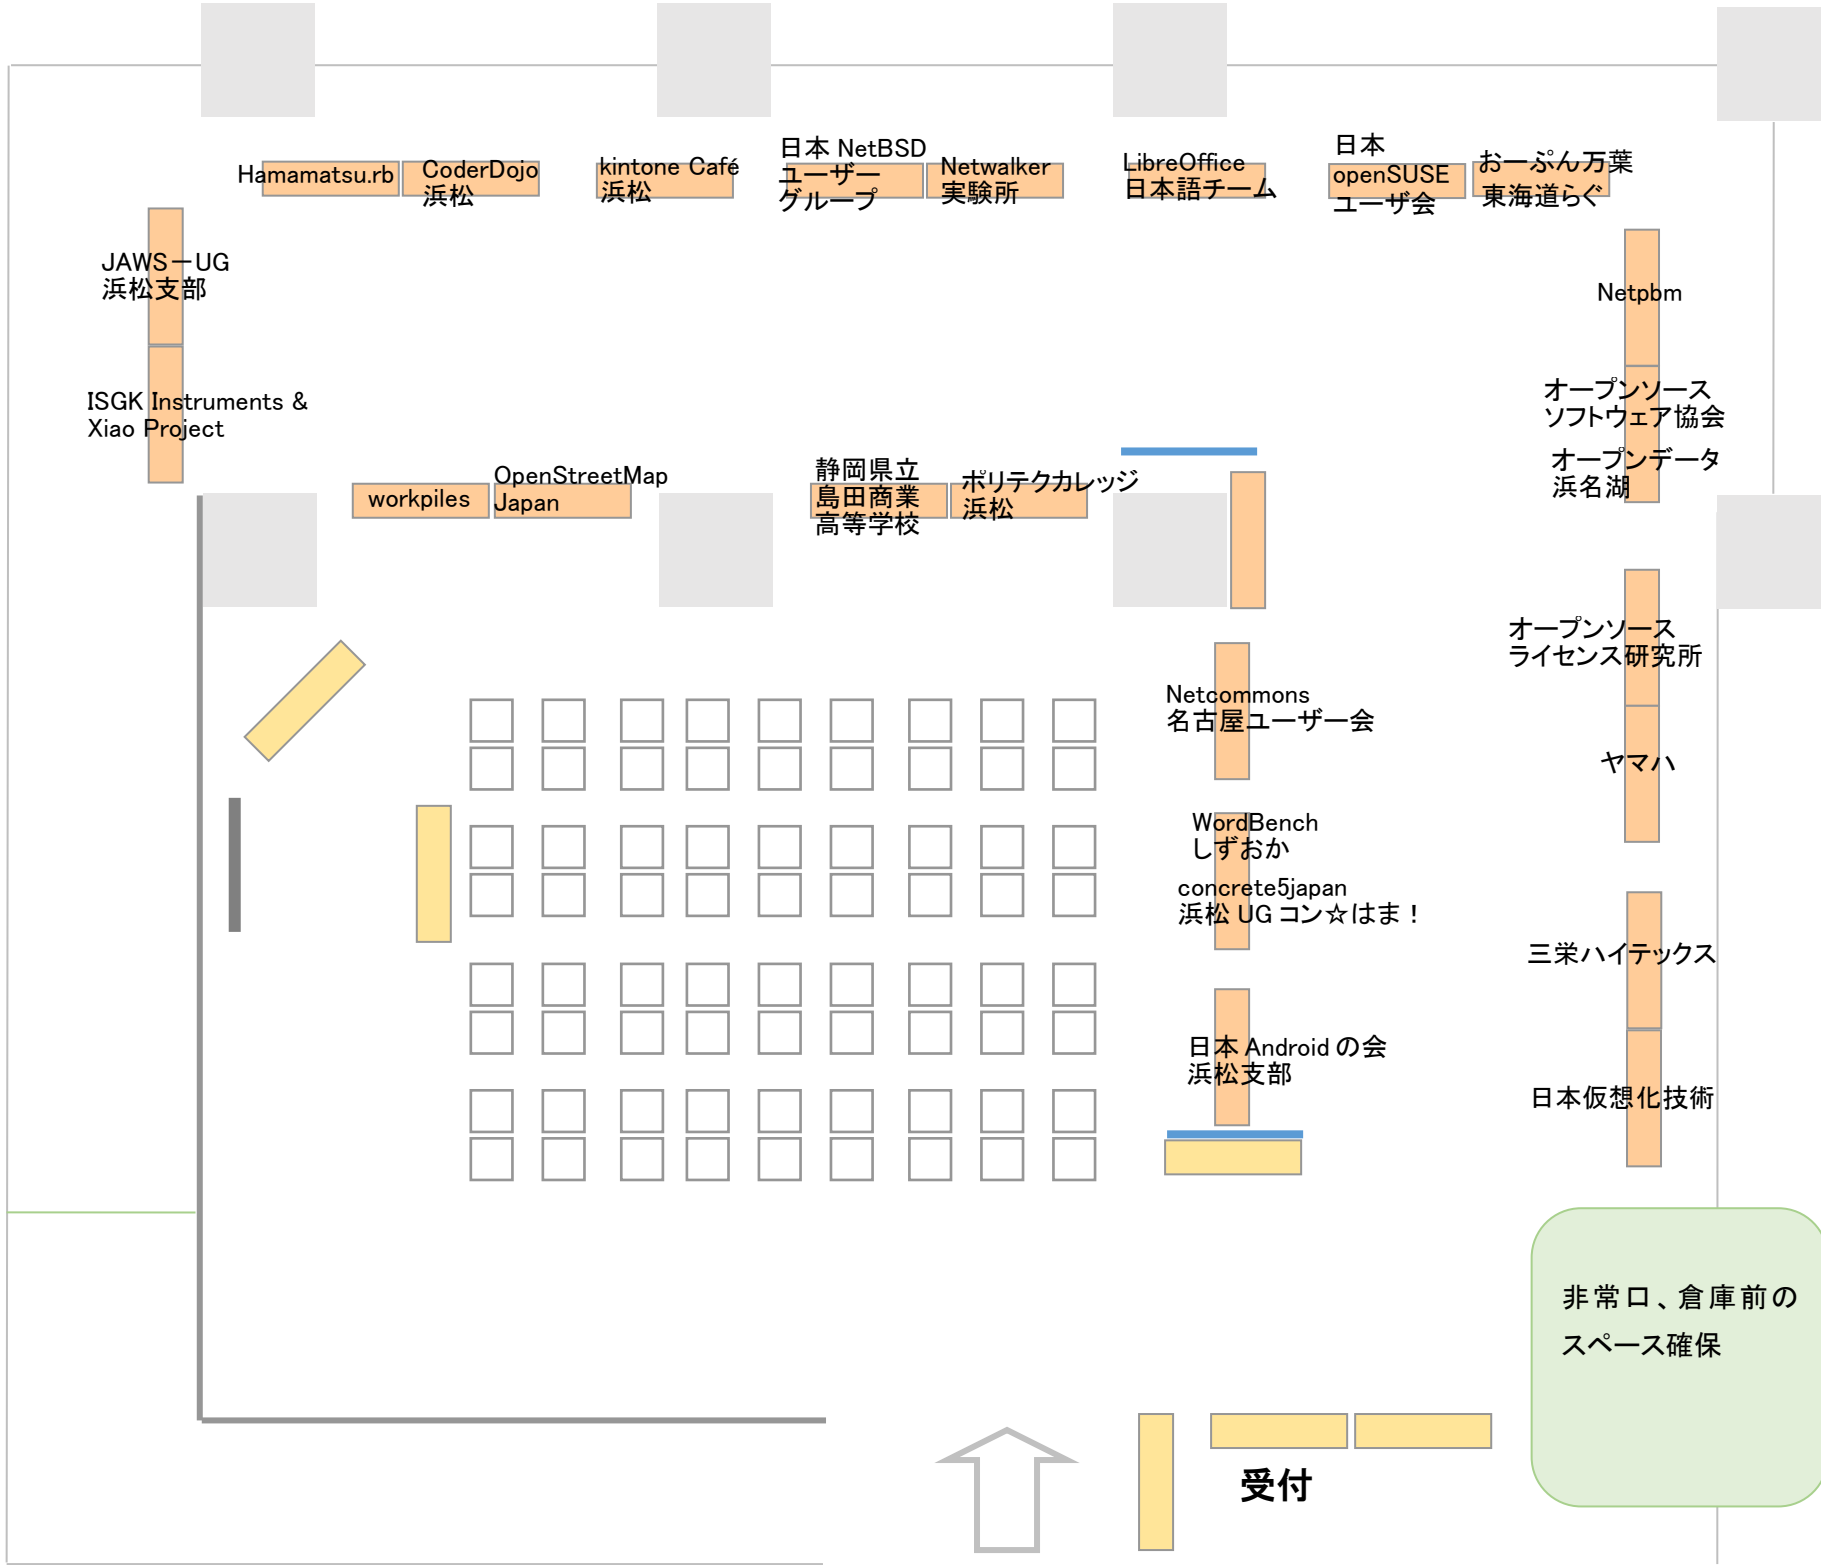 Hamamatsu.rb
CoderDojo
浜松
kintone Café
浜松
日本 NetBSD
ユーザー
グループ
Netwalker
実験所
LibreOffice
日本語チーム
日本
openSUSE
ユーザ会
おーぷん万葉
東海道らぐ
JAWS－UG
浜松支部
ISGK Instruments &
Xiao Project
Netpbm
オープンソース
ソフトウェア協会
オープンデータ
浜名湖
workpiles
OpenStreetMap
Japan
静岡県立
島田商業
高等学校
ポリテクカレッジ
浜松
オープンソース
ライセンス研究所
Netcommons
名古屋ユーザー会
ヤマハ
WordBench
しずおか
concrete5japan
浜松 UG コン☆はま！
三栄ハイテックス
日本 Android の会
浜松支部
日本仮想化技術
非常口、倉庫前の
スペース確保
受付